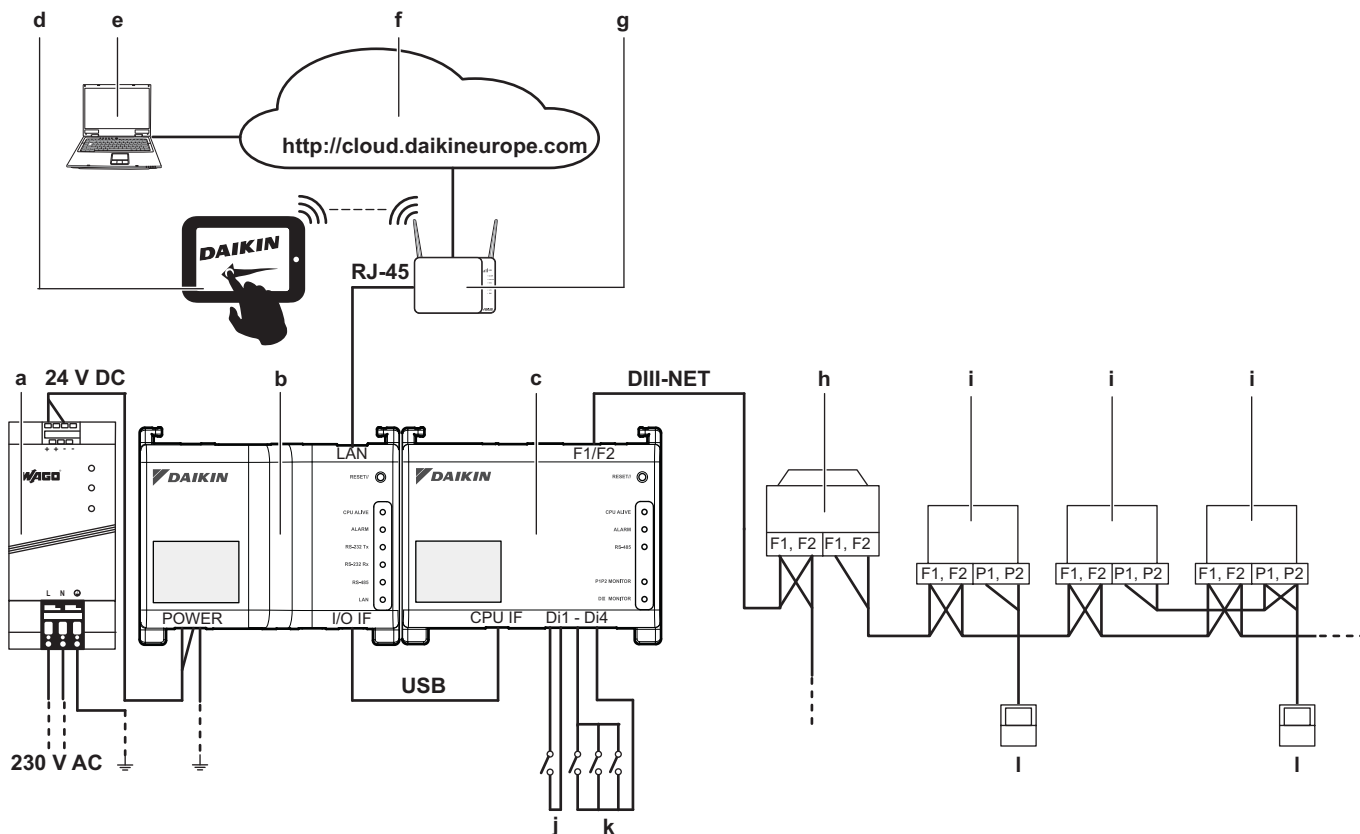 d e f g
http://cloud.daikineurope.com
DAIKIN
RJ-45
a 24 V DC b c DIII-NET h i i i
+ + - -
WAGO
L N
230 V AC
LAN
DAIKIN
RESET/
CPU ALIVE
ALARM
RS-232 Tx
RS-232 Rx
RS-485
LAN
POWER I/O IF
F1/F2
DAIKIN
RESET/
CPU ALIVE
ALARM
RS-485
P1P2 MONITOR
DI1 MONITOR
CPU IF Di1 - Di4
USB
F1, F2 F1, F2
F1, F2 P1, P2
F1, F2 P1, P2
F1, F2 P1, P2
j k
l l